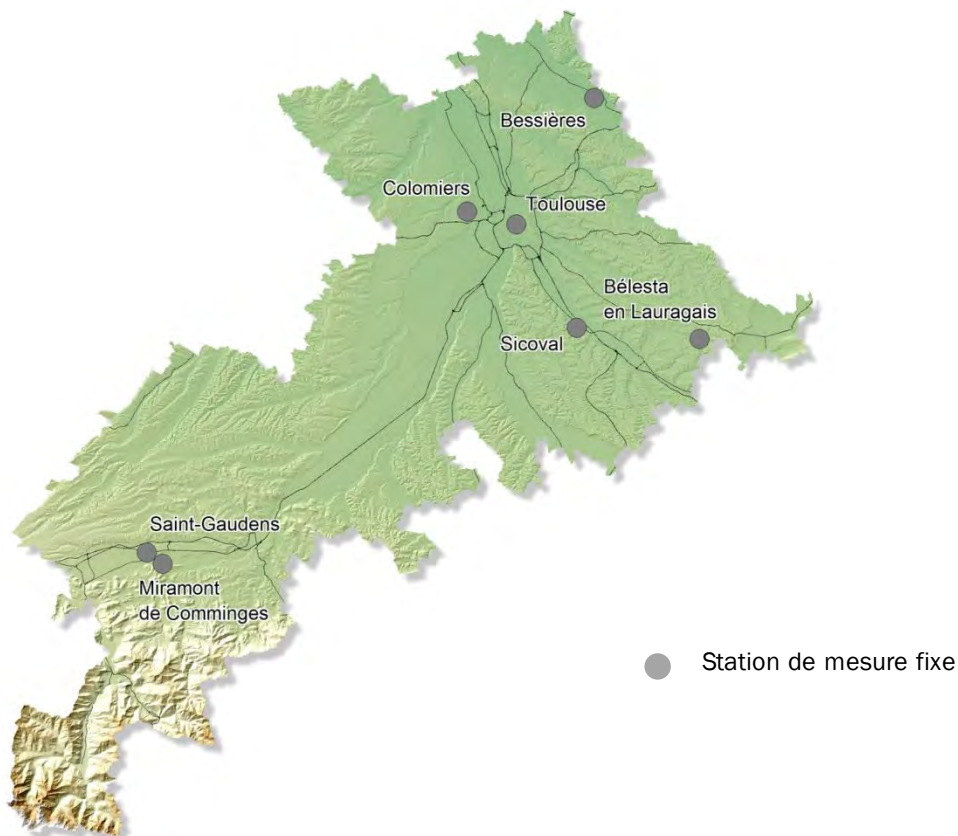 Bessières
Colomiers
Toulouse
Bélesta
en Lauragais
Sicoval
Saint-Gaudens
Miramont
de Comminges
Station de mesure fixe